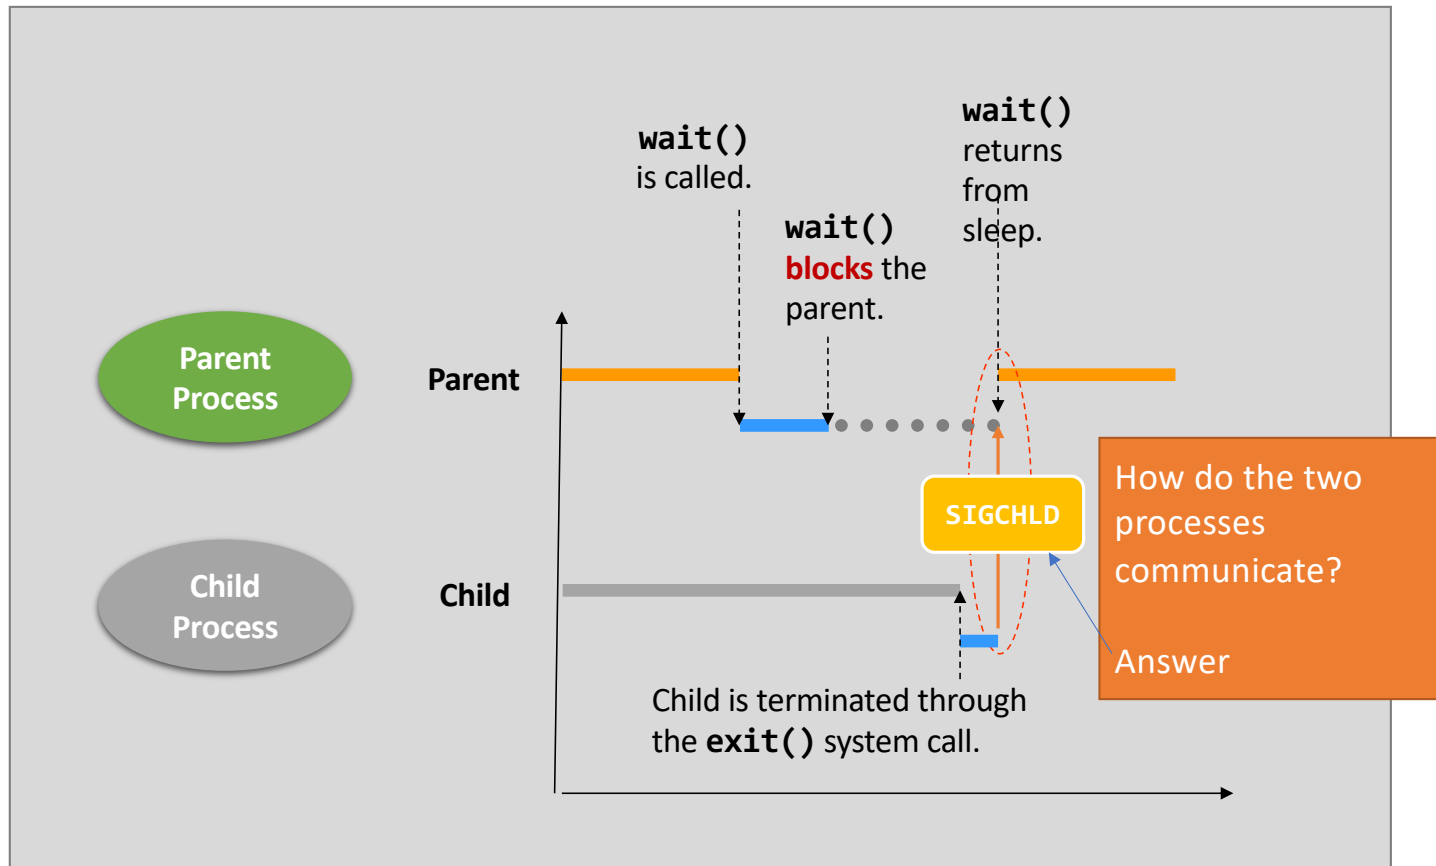 wait()
is called.
wait()
blocks the
parent.
wait()
returns
from
sleep.
Parent
Process
Parent
Child
Process
Child
SIGCHLD
How do the two
processes
communicate?
Answer
Child is terminated through
the exit() system call.